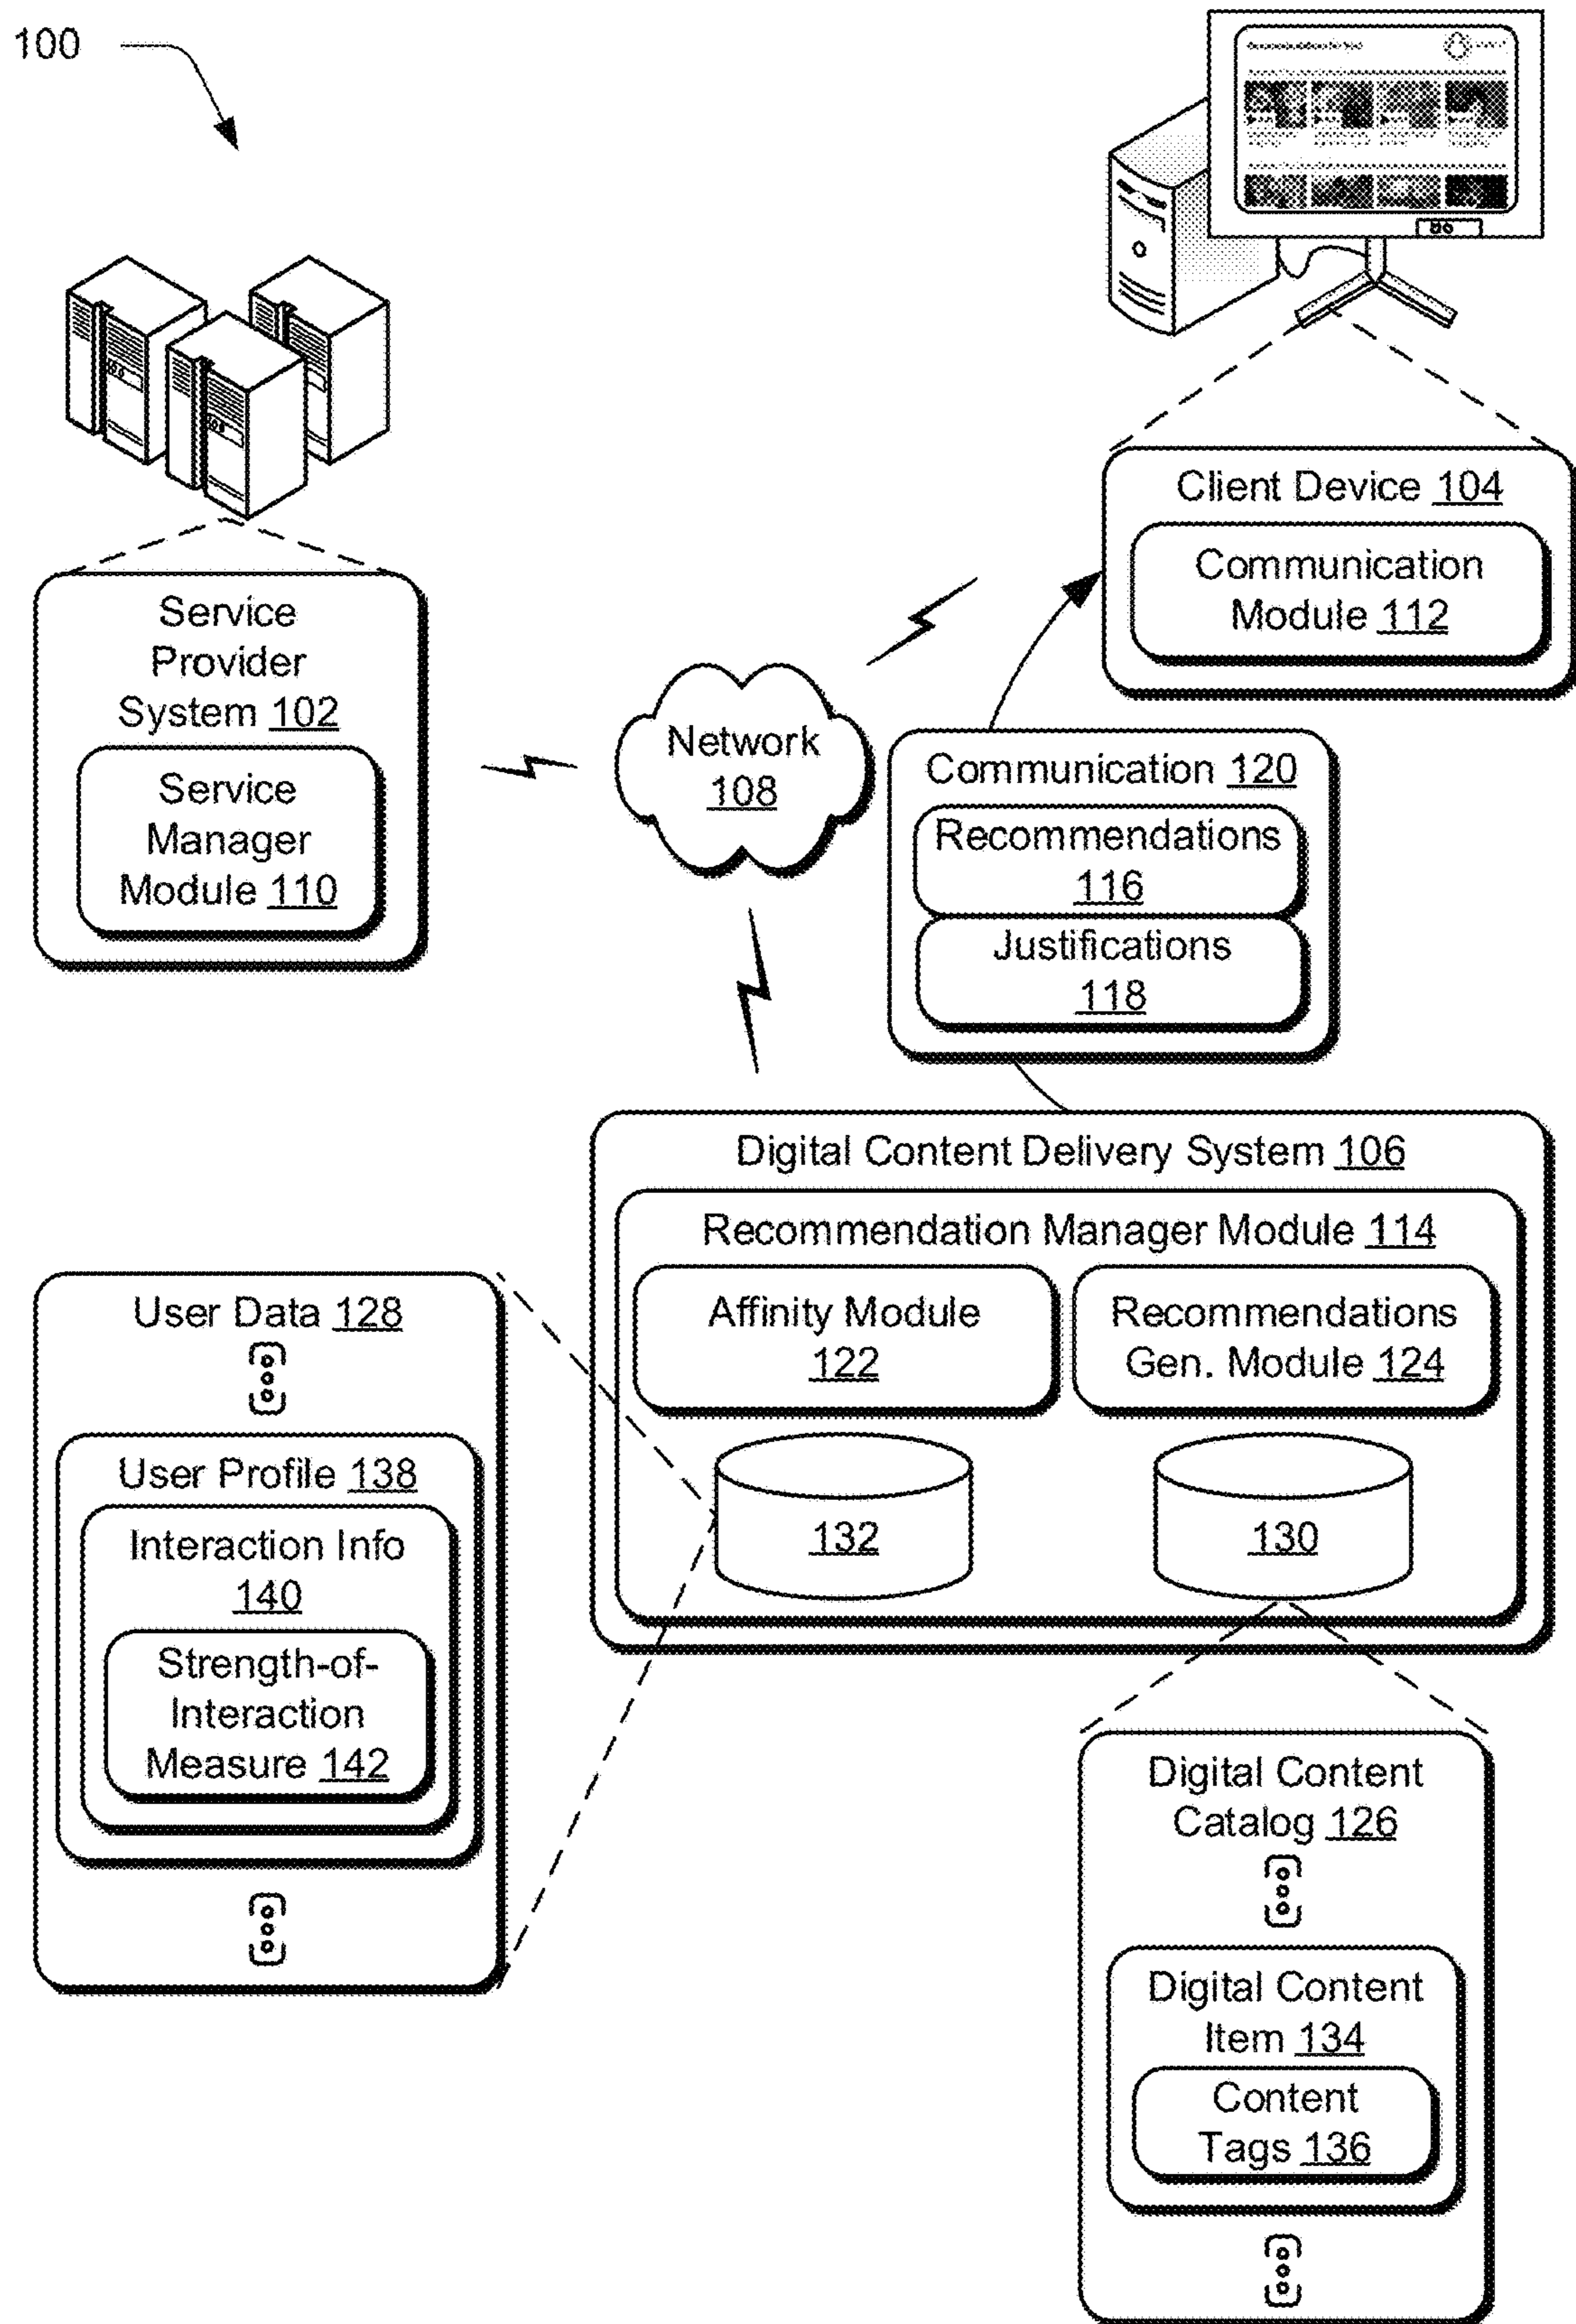 100
Client Device 104
Communication
Module 112
Service
Provider
System 102
Service
Manager
Module 110
Network
108
Communication 120
Recommendations
116
Justifications
118
Digital Content Delivery System 106
Recommendation Manager Module 114
Affinity Module
122
Recommendations
Gen. Module 124
132
130
User Data 128
User Profile 138
Interaction Info
140
Strength-of-
Interaction
Measure 142
Digital Content
Catalog 126
Digital Content
Item 134
Content
Tags 136